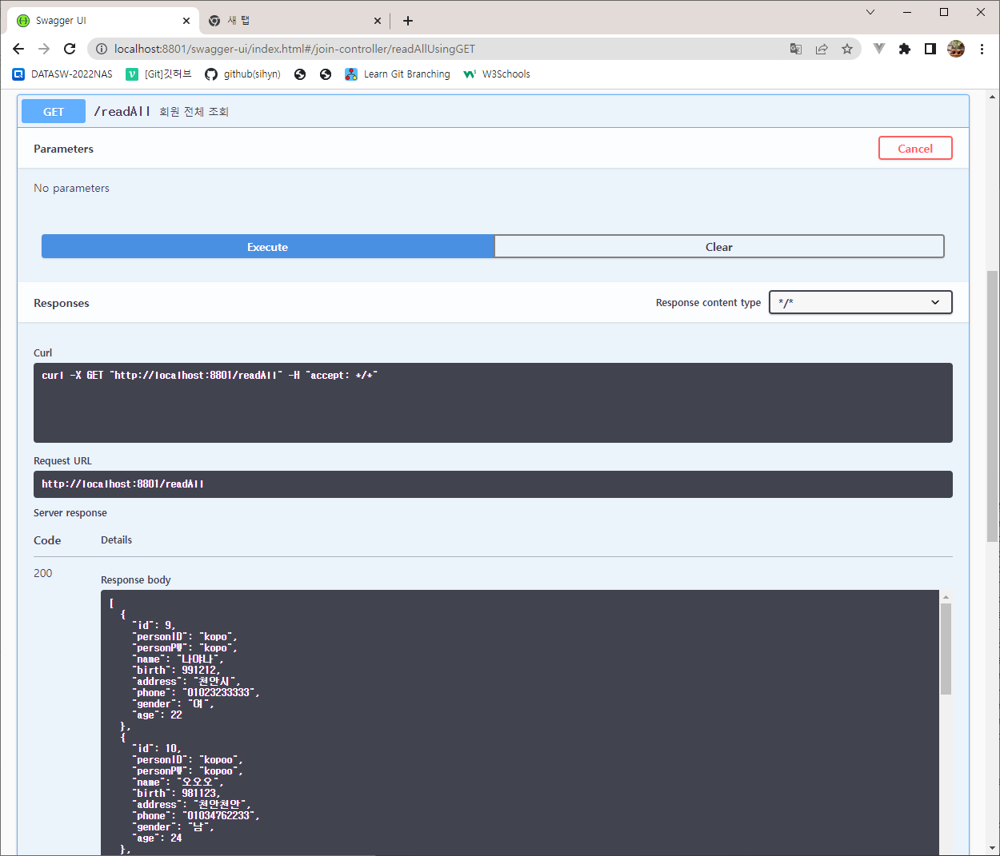 Swagger UI
새 탭
localhost:8801/swagger-ui/index.html#/join-controller/readAllUsingGET
DATASW-2022NAS [Git]깃허브 github(sihyn) Learn Git Branching W3Schools
GET /readAll 회원 전체 조회
Parameters
Cancel
No parameters
Execute
Clear
Responses
Response content type */*
Curl
curl -X GET "http://localhost:8801/readAll" -H "accept: */*"
Request URL
http://localhost:8801/readAll
Server response
Code Details
200
Response body
[
{
"id": 9,
"personID": "kopo",
"personPW": "kopo",
"name": "나야나",
"birth": 991212,
"address": "천안시",
"phone": "01023233333",
"gender": "여",
"age": 22
},
{
"id": 10,
"personID": "kopoo",
"personPW": "kopoo",
"name": "오오오",
"birth": 981123,
"address": "천안천안",
"phone": "01034762233",
"gender": "남",
"age": 24
},